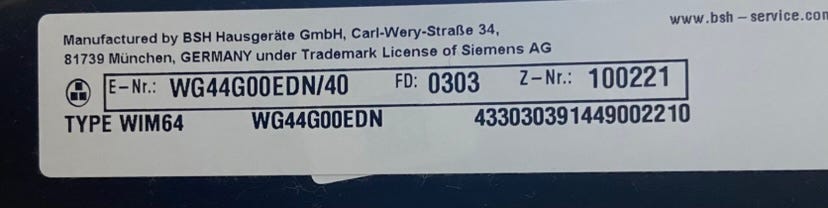 www.bsh-service.com
Manufactured by BSH Hausgeräte GmbH, Carl-Wery-Straße 34,
81739 München, GERMANY under Trademark License of Siemens AG
E-Nr.: WG44G00EDN/40 FD: 0303 Z-Nr.: 100221
TYPE WIM64 WG44G00EDN 433030391449002210